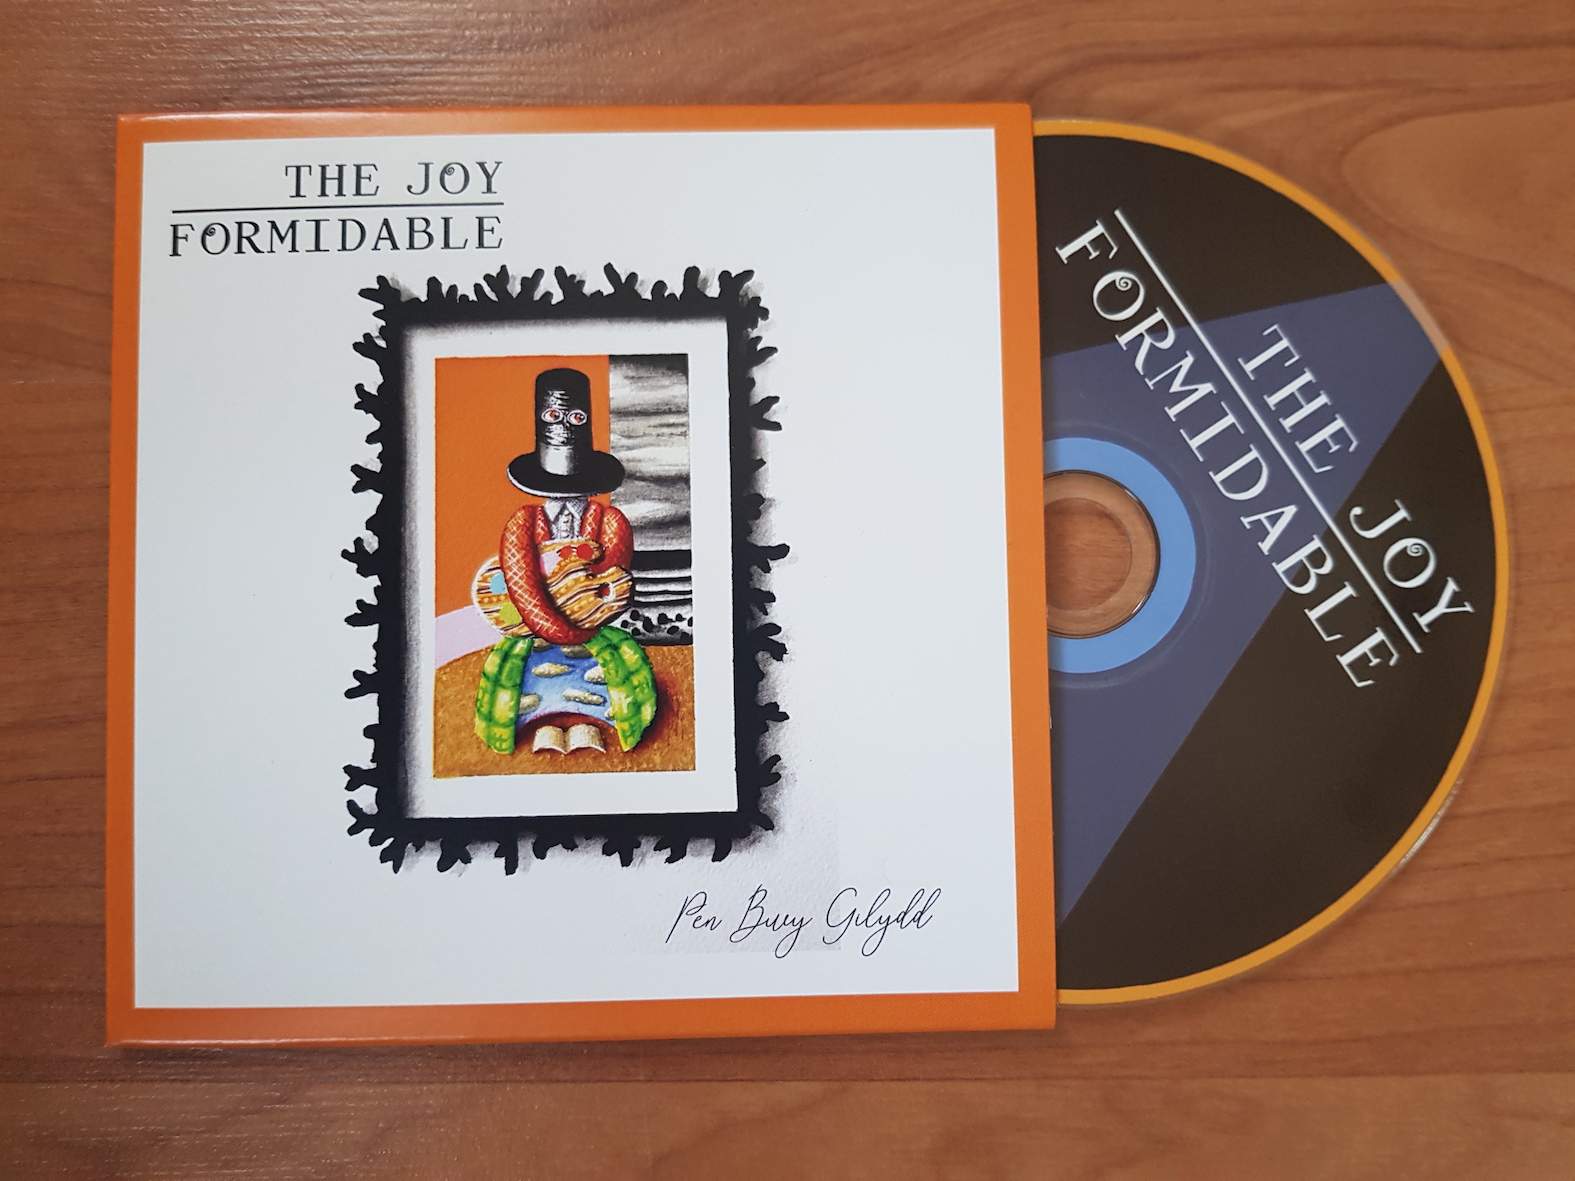 THE JOY
FORMIDABLE
Pen Bwy Gilydd
THE JOY
FORMIDABLE